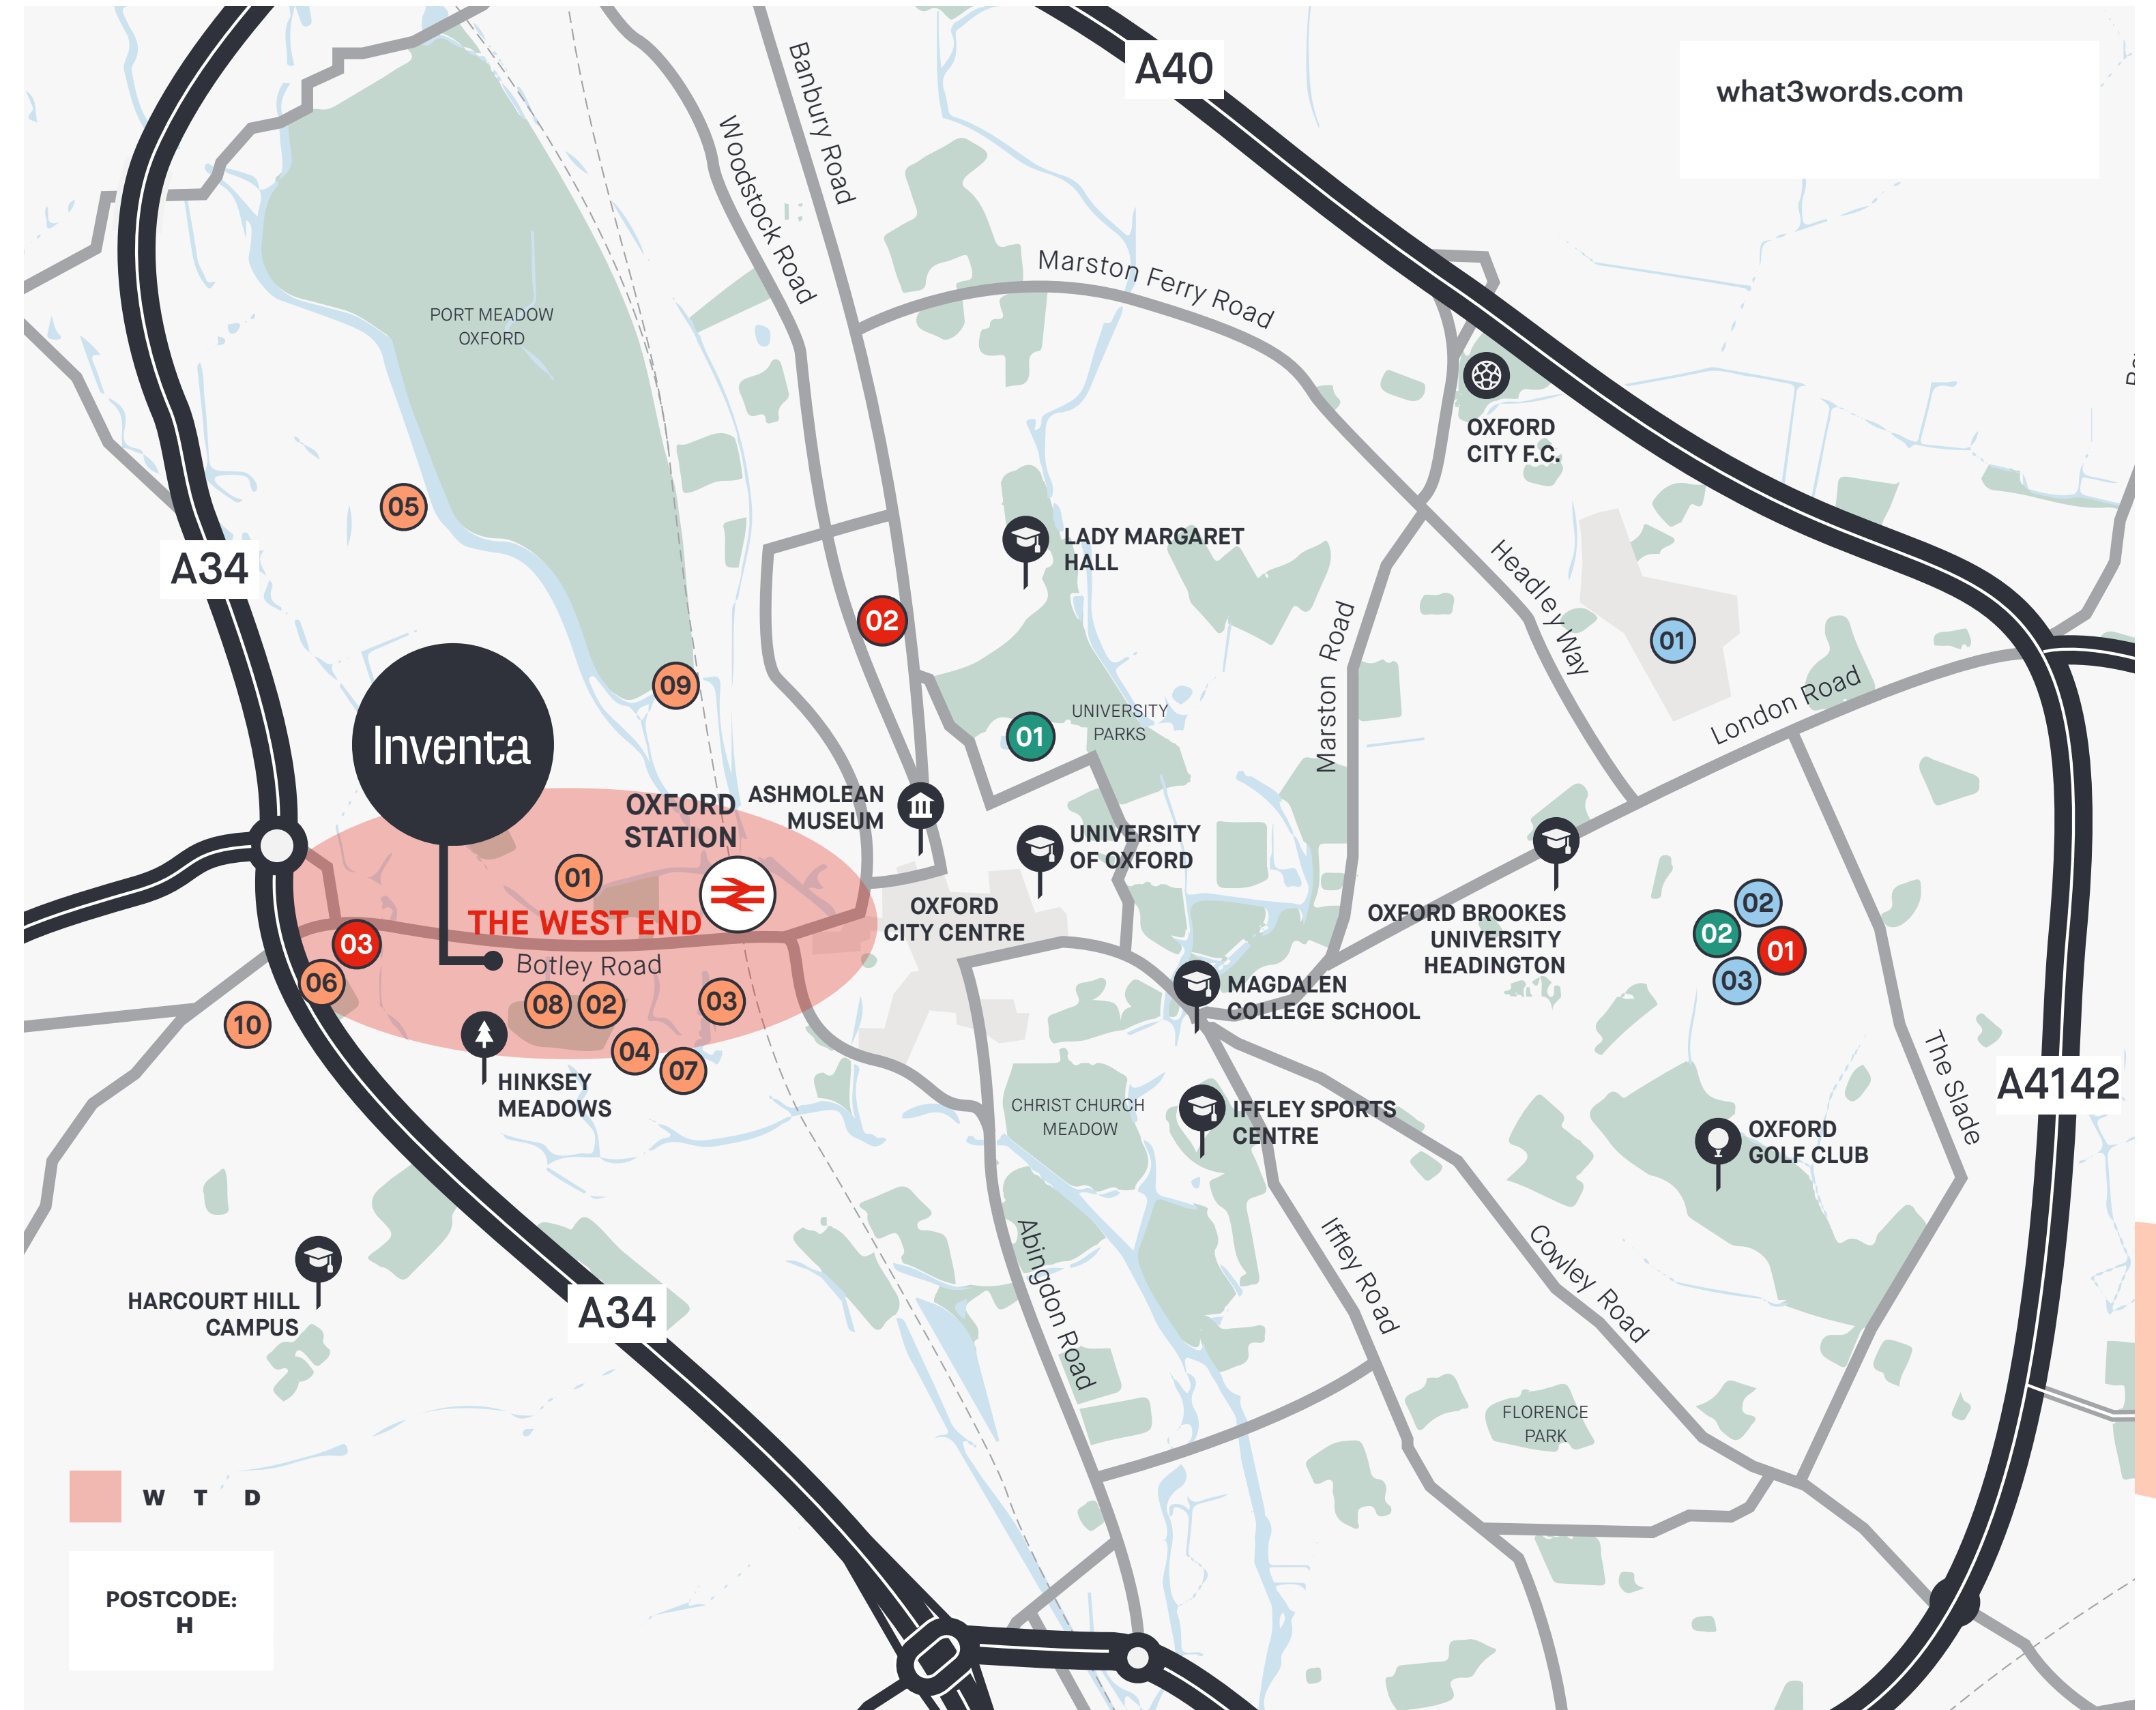 A40
what3words.com
Banbury Road
Woodstock Road
Marston Ferry Road
PORT MEADOW
OXFORD
OXFORD
CITY F.C.
05
LADY MARGARET
HALL
A34
Headley Way
02
01
Marston Road
09
London Road
UNIVERSITY
PARKS
01
Inventa
OXFORD
STATION
ASHMOLEAN
MUSEUM
UNIVERSITY
OF OXFORD
01
THE WEST END
OXFORD
CITY CENTRE
OXFORD BROOKES
UNIVERSITY
HEADINGTON
02
02
01
03
03
Botley Road
06
08
02
03
10
MAGDALEN
COLLEGE SCHOOL
04
07
HINKSEY
MEADOWS
The Slade
A4142
CHRIST CHURCH
MEADOW
IFFLEY SPORTS
CENTRE
OXFORD
GOLF CLUB
HARCOURT HILL
CAMPUS
A34
Abingdon Road
Iffley Road
Cowley Road
FLORENCE
PARK
W T D
POSTCODE:
H